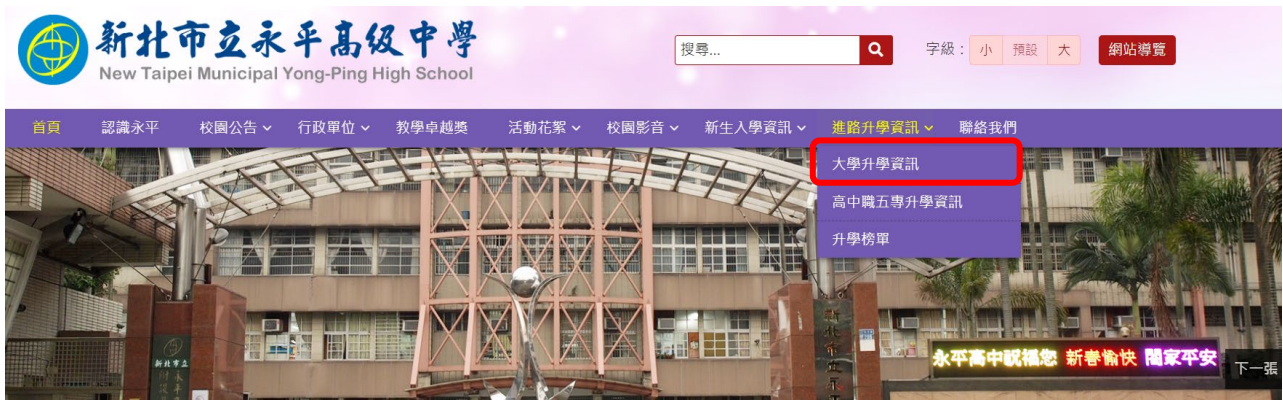 新北市立永平高級中學
New Taipei Municipal Yong-Ping High School
搜尋...
字級： 小 預設 大
網站導覽
首頁 認識永平 校園公告 行政單位 教學卓越獎 活動花絮 校園影音 新生入學資訊 進路升學資訊 聯絡我們
大學升學資訊
高中職五專升學資訊
升學榜單
新北市立
永平高中祝福您 新春愉快 闔家平安
下一張